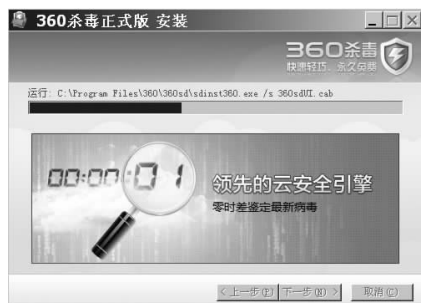 360杀毒正式版 安装
360杀毒
快速轻巧、永久免费
运行: C:\Program Files\360\360sd\sdinst360.exe /s 360sdUI.cab
00:00:01
领先的云安全引擎
零时差鉴定最新病毒
< 上一步(P) 下一步(N) > 取消(C)